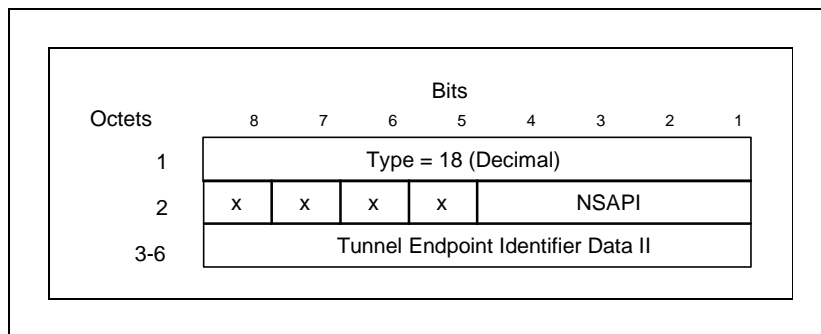 Bits
Octets 8 7 6 5 4 3 2 1
1 Type = 18 (Decimal)
2 x x x x NSAPI
3-6 Tunnel Endpoint Identifier Data II